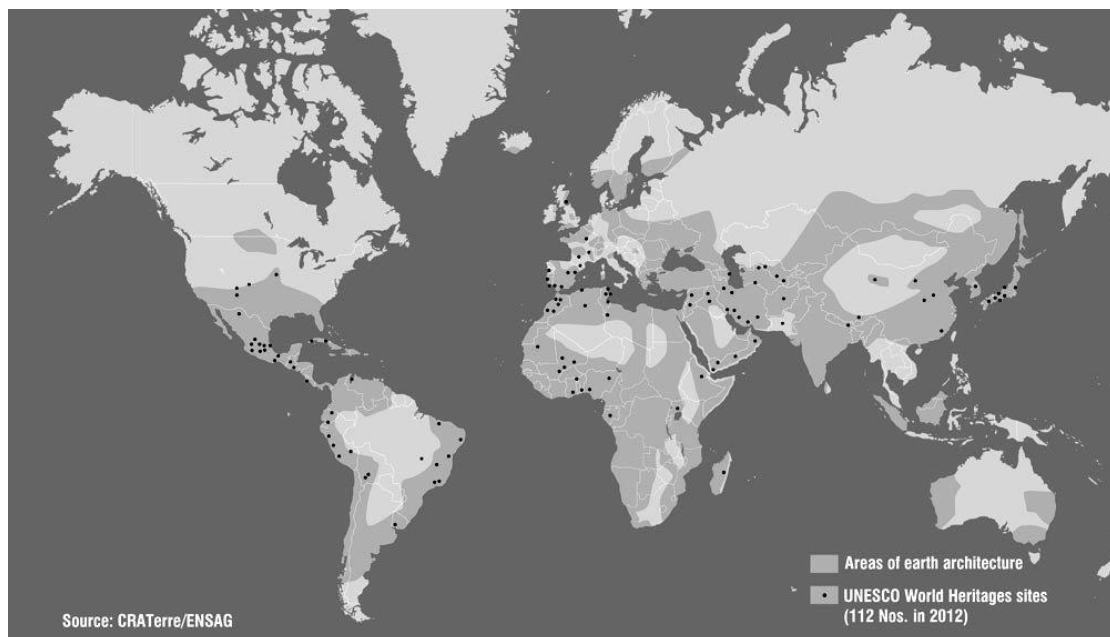 Areas of earth architecture
UNESCO World Heritages sites
(112 Nos. in 2012)
Source: CRATerre/ENSAG